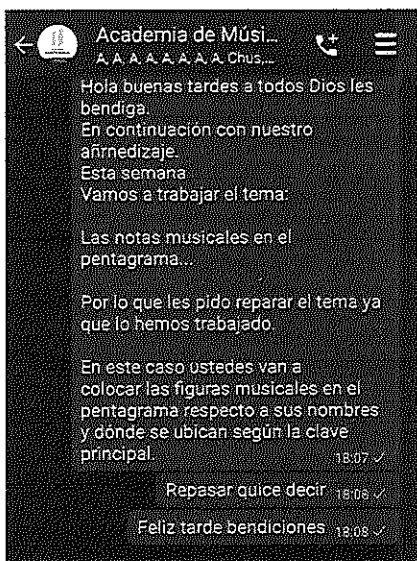 Academia de Músi...
A, A, A, A, A, A, A, A, Chus,...
Hola buenas tardes a todos Dios les
bendiga.
En continuación con nuestro
añrnedizaje.
Esta semana
Vamos a trabajar el tema:
Las notas musicales en el
pentagrama...
Por lo que les pido reparar el tema ya
que lo hemos trabajado.
En este caso ustedes van a
colocar las figuras musicales en el
pentagrama respecto a sus nombres
y dónde se ubican según la clave
principal.
18:07
Repasar quice decir 18:08
Feliz tarde bendiciones 18:08